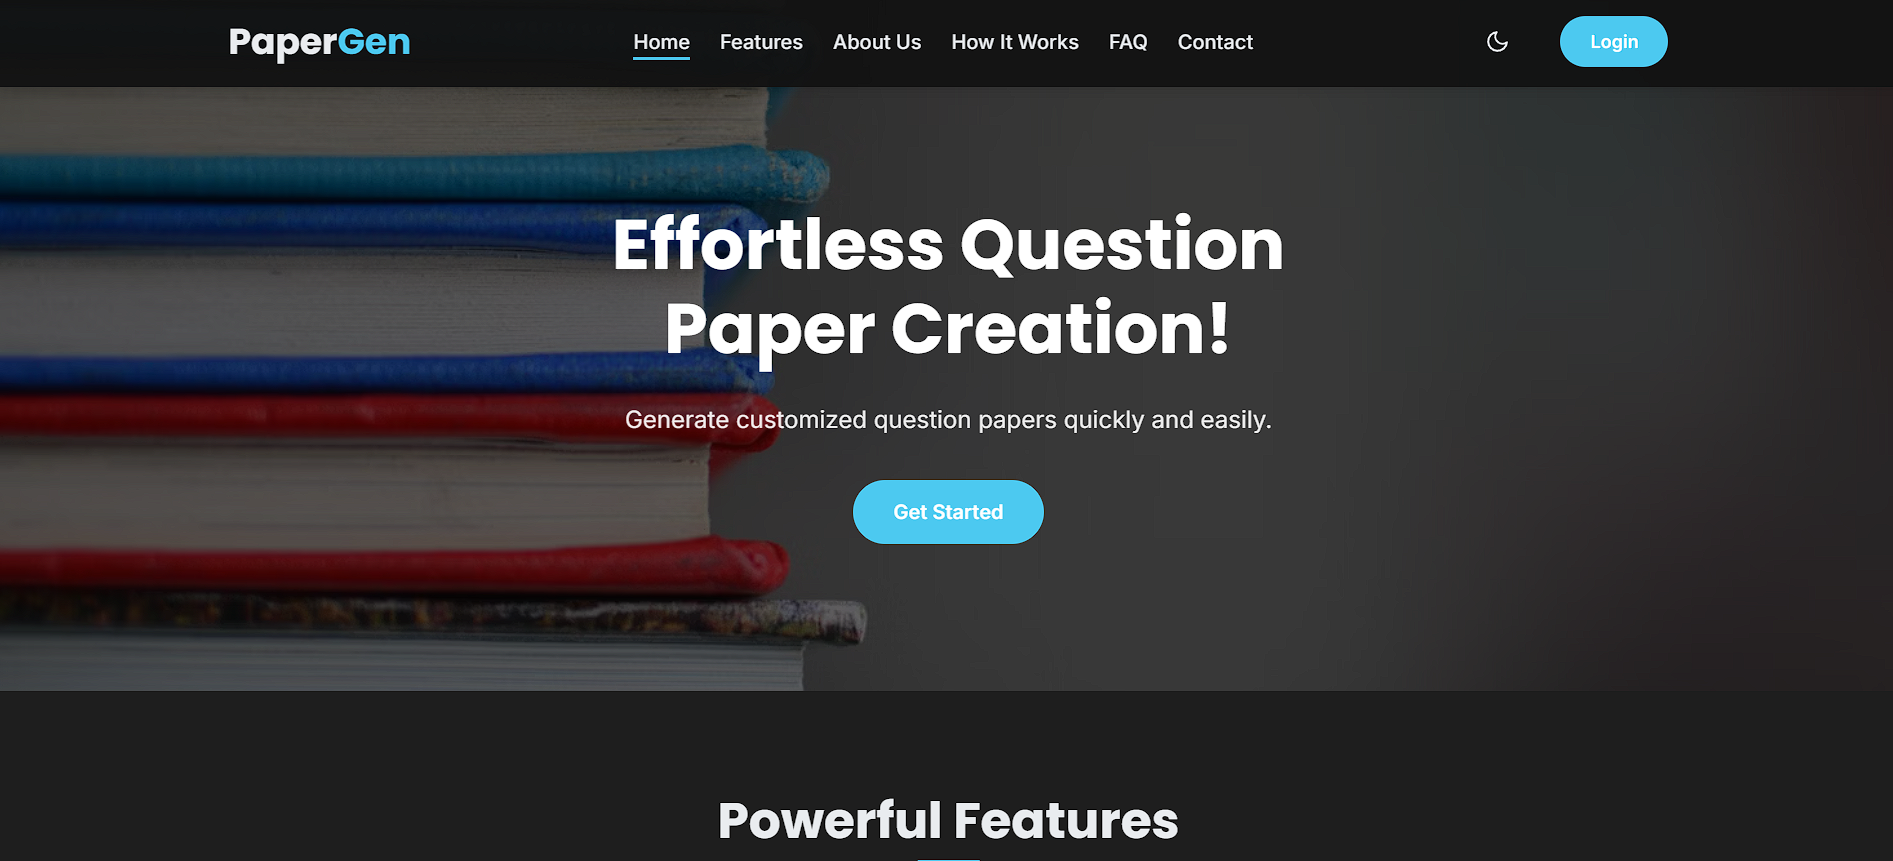 PaperGen
Home
Features
About Us
How It Works
FAQ
Contact
Login
Effortless Question
Paper Creation!
Generate customized question papers quickly and easily.
Get Started
Powerful Features